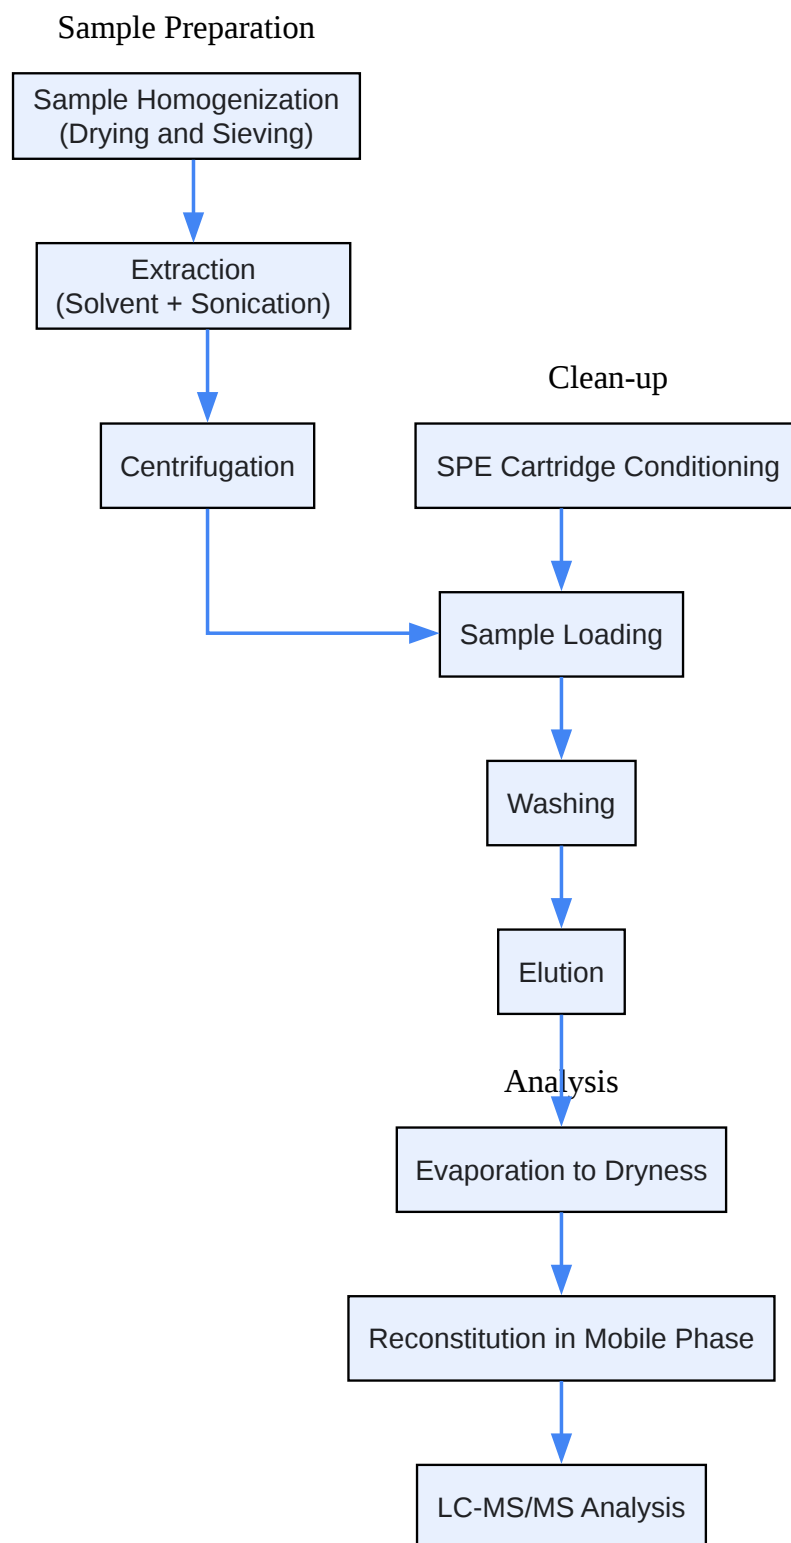 Sample Preparation
Sample Homogenization
(Drying and Sieving)
Extraction
(Solvent + Sonication)
Centrifugation
Clean-up
SPE Cartridge Conditioning
Sample Loading
Washing
Elution
Analysis
Evaporation to Dryness
Reconstitution in Mobile Phase
LC-MS/MS Analysis